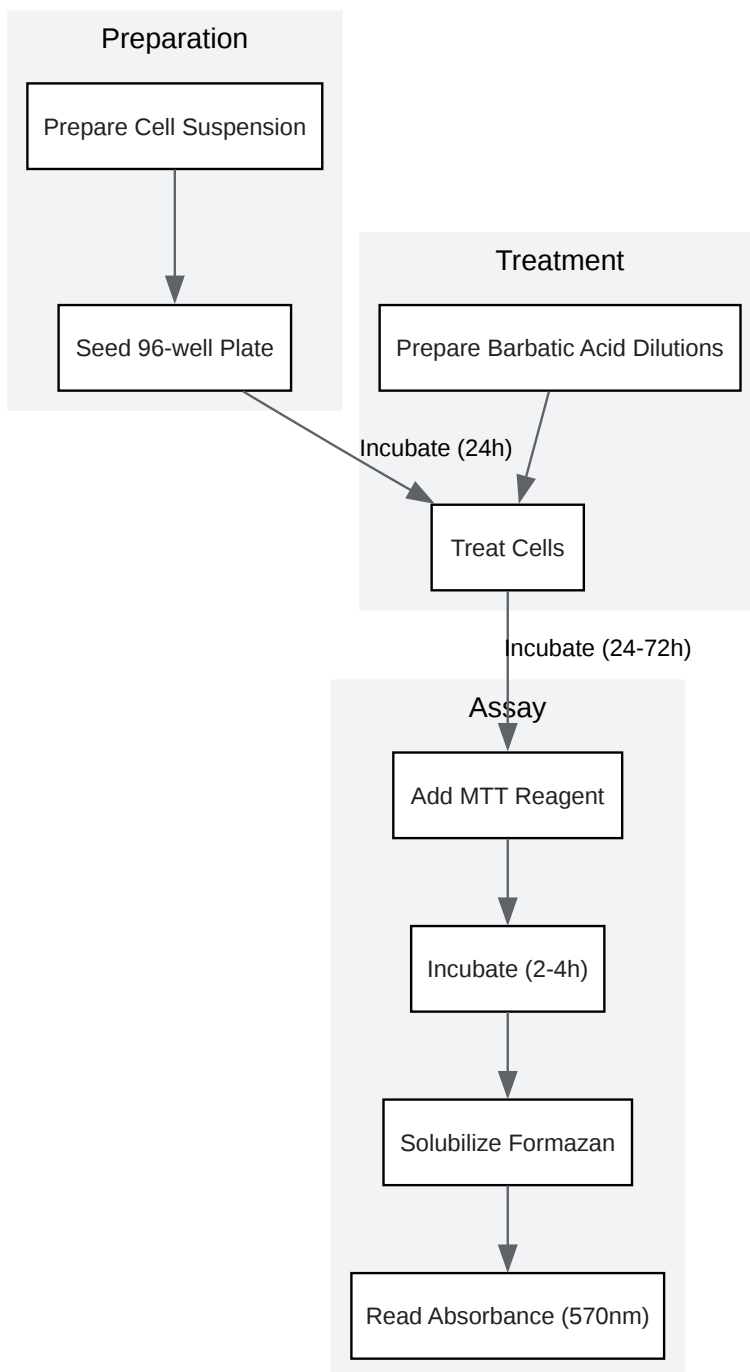 Preparation
Prepare Cell Suspension
Seed 96-well Plate
Treatment
Prepare Barbatic Acid Dilutions
Incubate (24h)
Treat Cells
Incubate (24-72h)
Assay
Add MTT Reagent
Incubate (2-4h)
Solubilize Formazan
Read Absorbance (570nm)